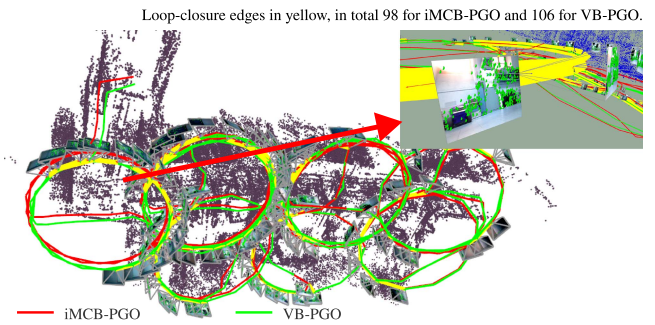 Loop-closure edges in yellow, in total 98 for iMCB-PGO and 106 for VB-PGO.
iMCB-PGO
VB-PGO